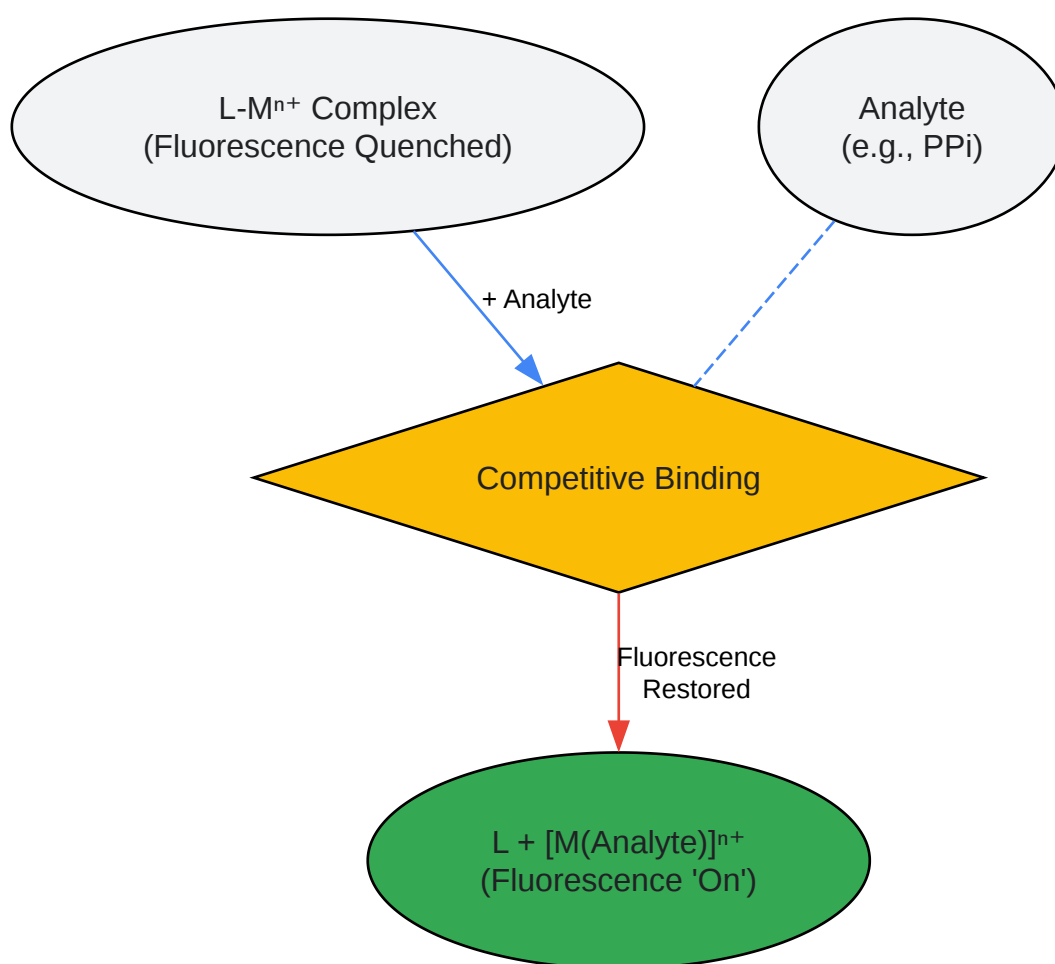 L-Mⁿ⁺ Complex
(Fluorescence Quenched)
Analyte
(e.g., PPi)
+ Analyte
Competitive Binding
Fluorescence
Restored
L + [M(Analyte)]ⁿ⁺
(Fluorescence 'On')